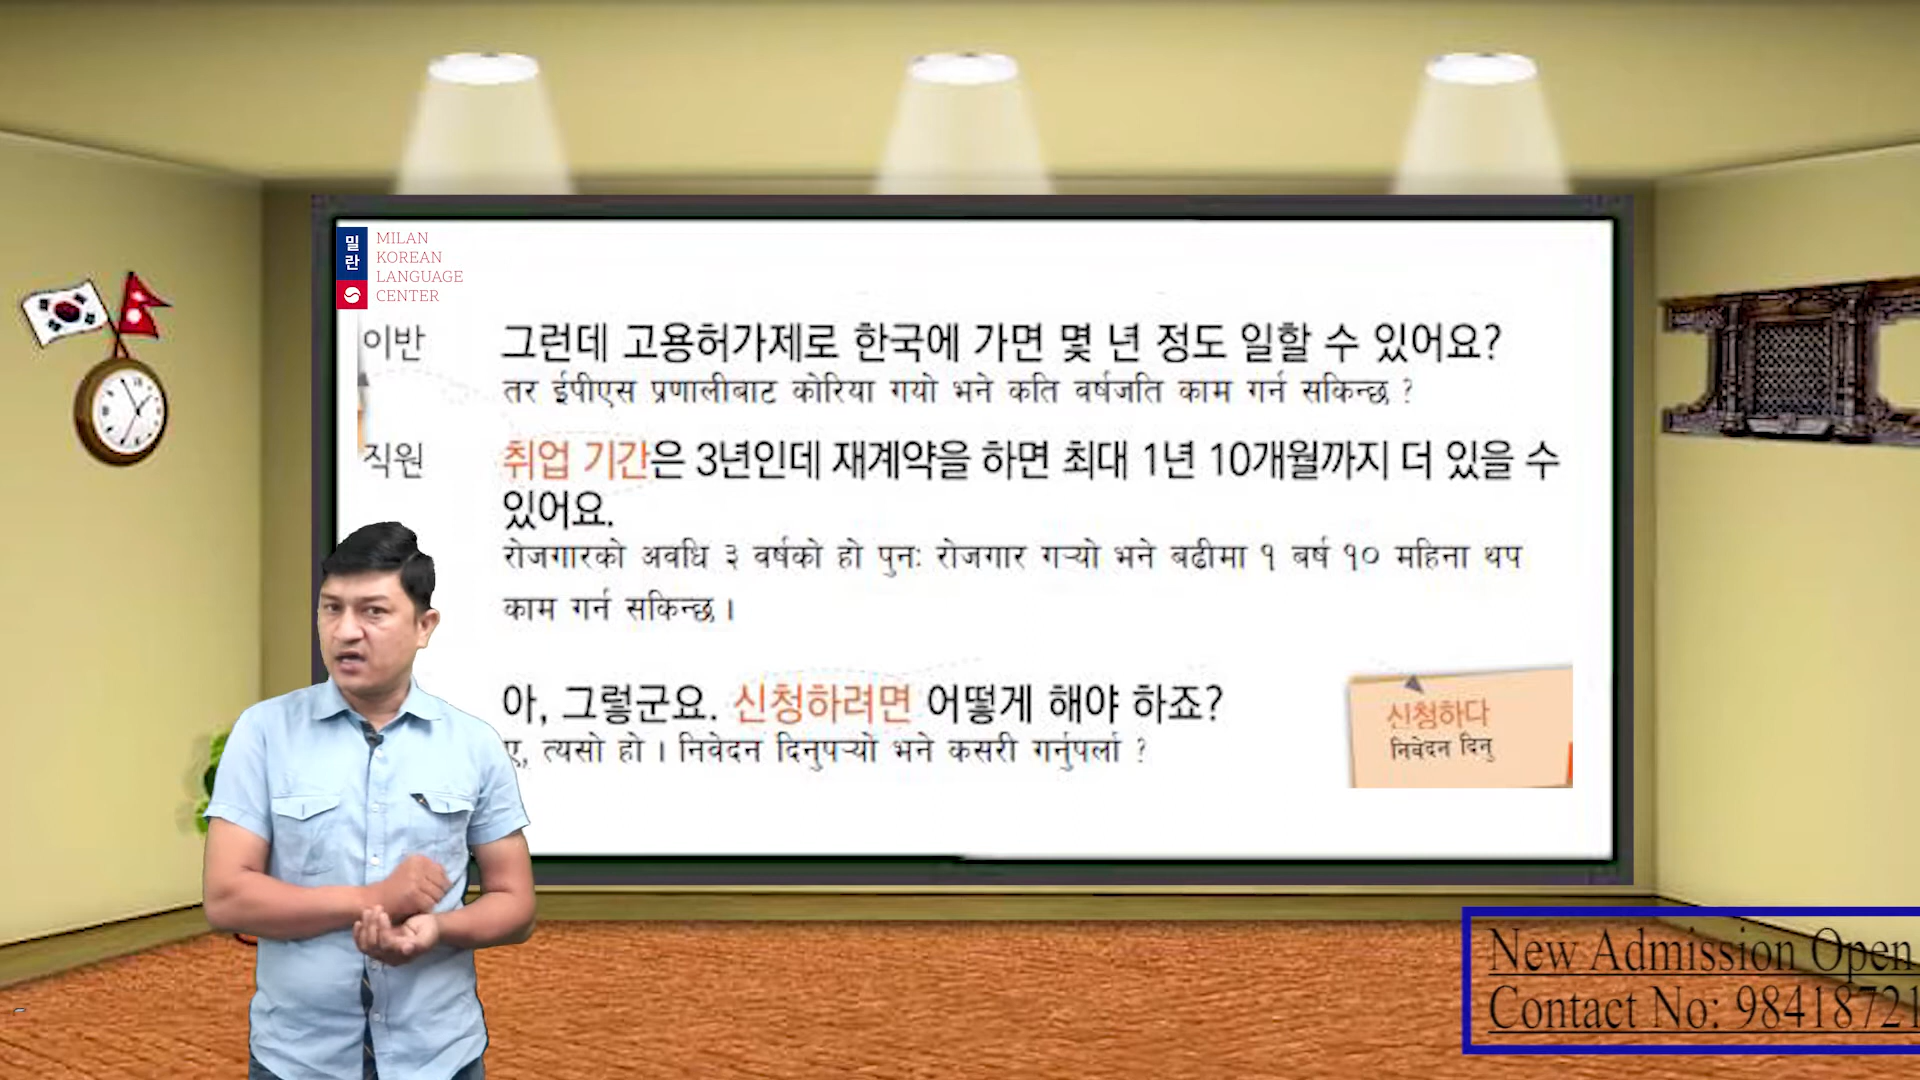 밀란
MILAN
KOREAN
LANGUAGE
CENTER
이반 그런데 고용허가제로 한국에 가면 몇 년 정도 일할 수 있어요?
तर ईपीएस प्रणालीबाट कोरिया गयो भने कति वर्षजति काम गर्न सकिन्छ ?
직원 취업 기간은 3년인데 재계약을 하면 최대 1년 10개월까지 더 있을 수
있어요.
रोजगारको अवधि ३ वर्षको हो पुनः रोजगार गऱ्यो भने बढीमा १ बर्ष १० महिना थप
काम गर्न सकिन्छ ।
아, 그렇군요. 신청하려면 어떻게 해야 하죠?
ए, त्यसो हो । निवेदन दिनुपऱ्यो भने कसरी गर्नुपर्ला ?
신청하다
निवेदन दिनु
New Admission Open
Contact No: 98418721